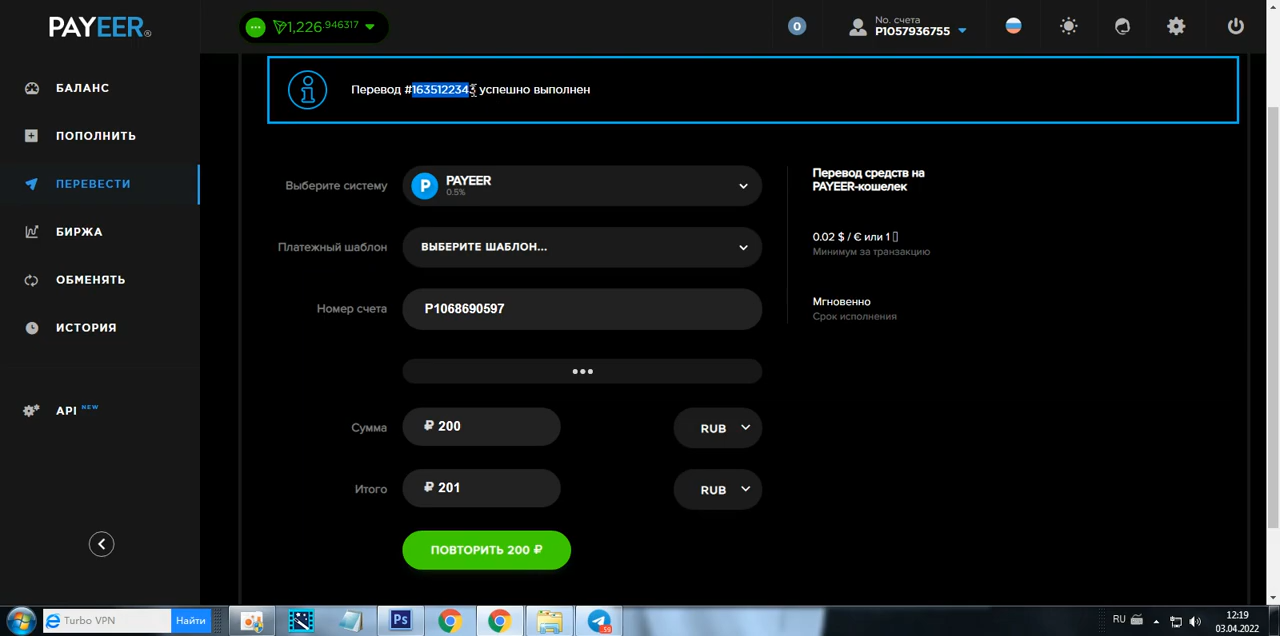 PAYEER®
1,226.946317
0
No. счета
P1057936755
БАЛАНС
ПОПОЛНИТЬ
ПЕРЕВЕСТИ
БИРЖА
ОБМЕНЯТЬ
ИСТОРИЯ
API NEW
Перевод #1635122343 успешно выполнен
Выберите систему
P PAYEER
0.5%
Платежный шаблон
ВЫБЕРИТЕ ШАБЛОН...
Номер счета
P1068690597
•••
Сумма
₽ 200
RUB
Итого
₽ 201
RUB
ПОВТОРИТЬ 200 ₽
Перевод средств на
PAYEER-кошелек
0.02 $ / € или 1
Минимум за транзакцию
Мгновенно
Срок исполнения
Turbo VPN
Найти
Ps
59
RU
12:19
03.04.2022